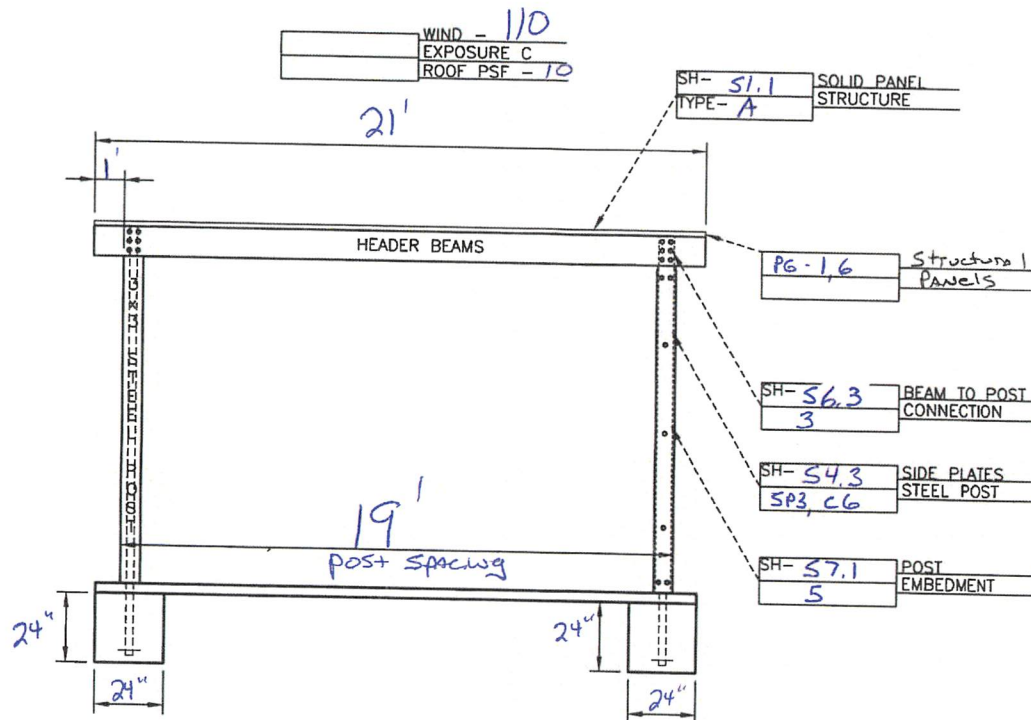 WIND - 110
EXPOSURE C
ROOF PSF - 10
SH- S1.1 SOLID PANEL
TYPE- A STRUCTURE
21'
1'
HEADER BEAMS
PG - 1,6 Structural
Panels
3X3 STEEL POST
SH- S6.3 BEAM TO POST
3 CONNECTION
SH- S4.3 SIDE PLATES
SP3, C6 STEEL POST
19'
POST SPACING
SH- S7.1 POST
5 EMBEDMENT
24"
24"
24"
24"